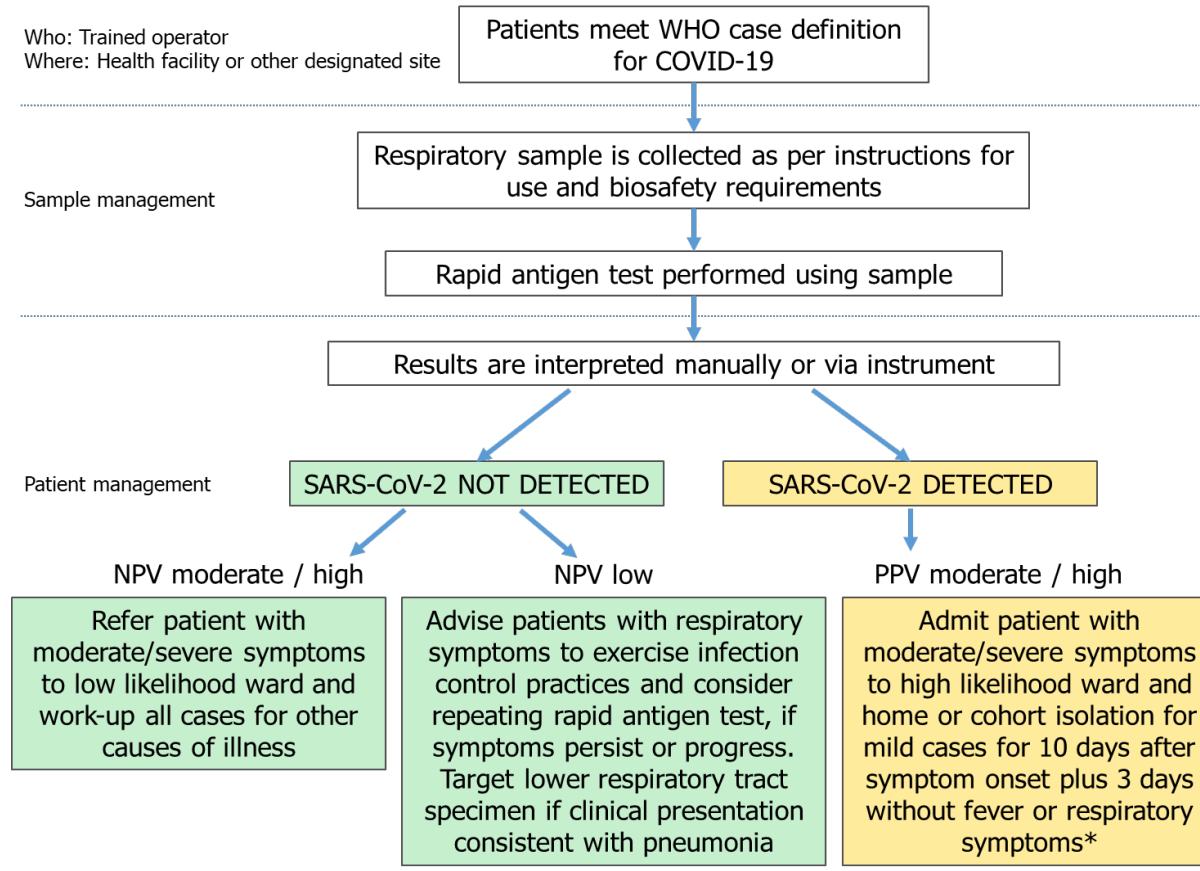 Who: Trained operator
Where: Health facility or other designated site
Patients meet WHO case definition
for COVID-19
Sample management
Respiratory sample is collected as per instructions for
use and biosafety requirements
Rapid antigen test performed using sample
Results are interpreted manually or via instrument
Patient management
SARS-CoV-2 NOT DETECTED
SARS-CoV-2 DETECTED
NPV moderate / high
Refer patient with
moderate/severe symptoms
to low likelihood ward and
work-up all cases for other
causes of illness
NPV low
Advise patients with respiratory
symptoms to exercise infection
control practices and consider
repeating rapid antigen test, if
symptoms persist or progress.
Target lower respiratory tract
specimen if clinical presentation
consistent with pneumonia
PPV moderate / high
Admit patient with
moderate/severe symptoms
to high likelihood ward and
home or cohort isolation for
mild cases for 10 days after
symptom onset plus 3 days
without fever or respiratory
symptoms*